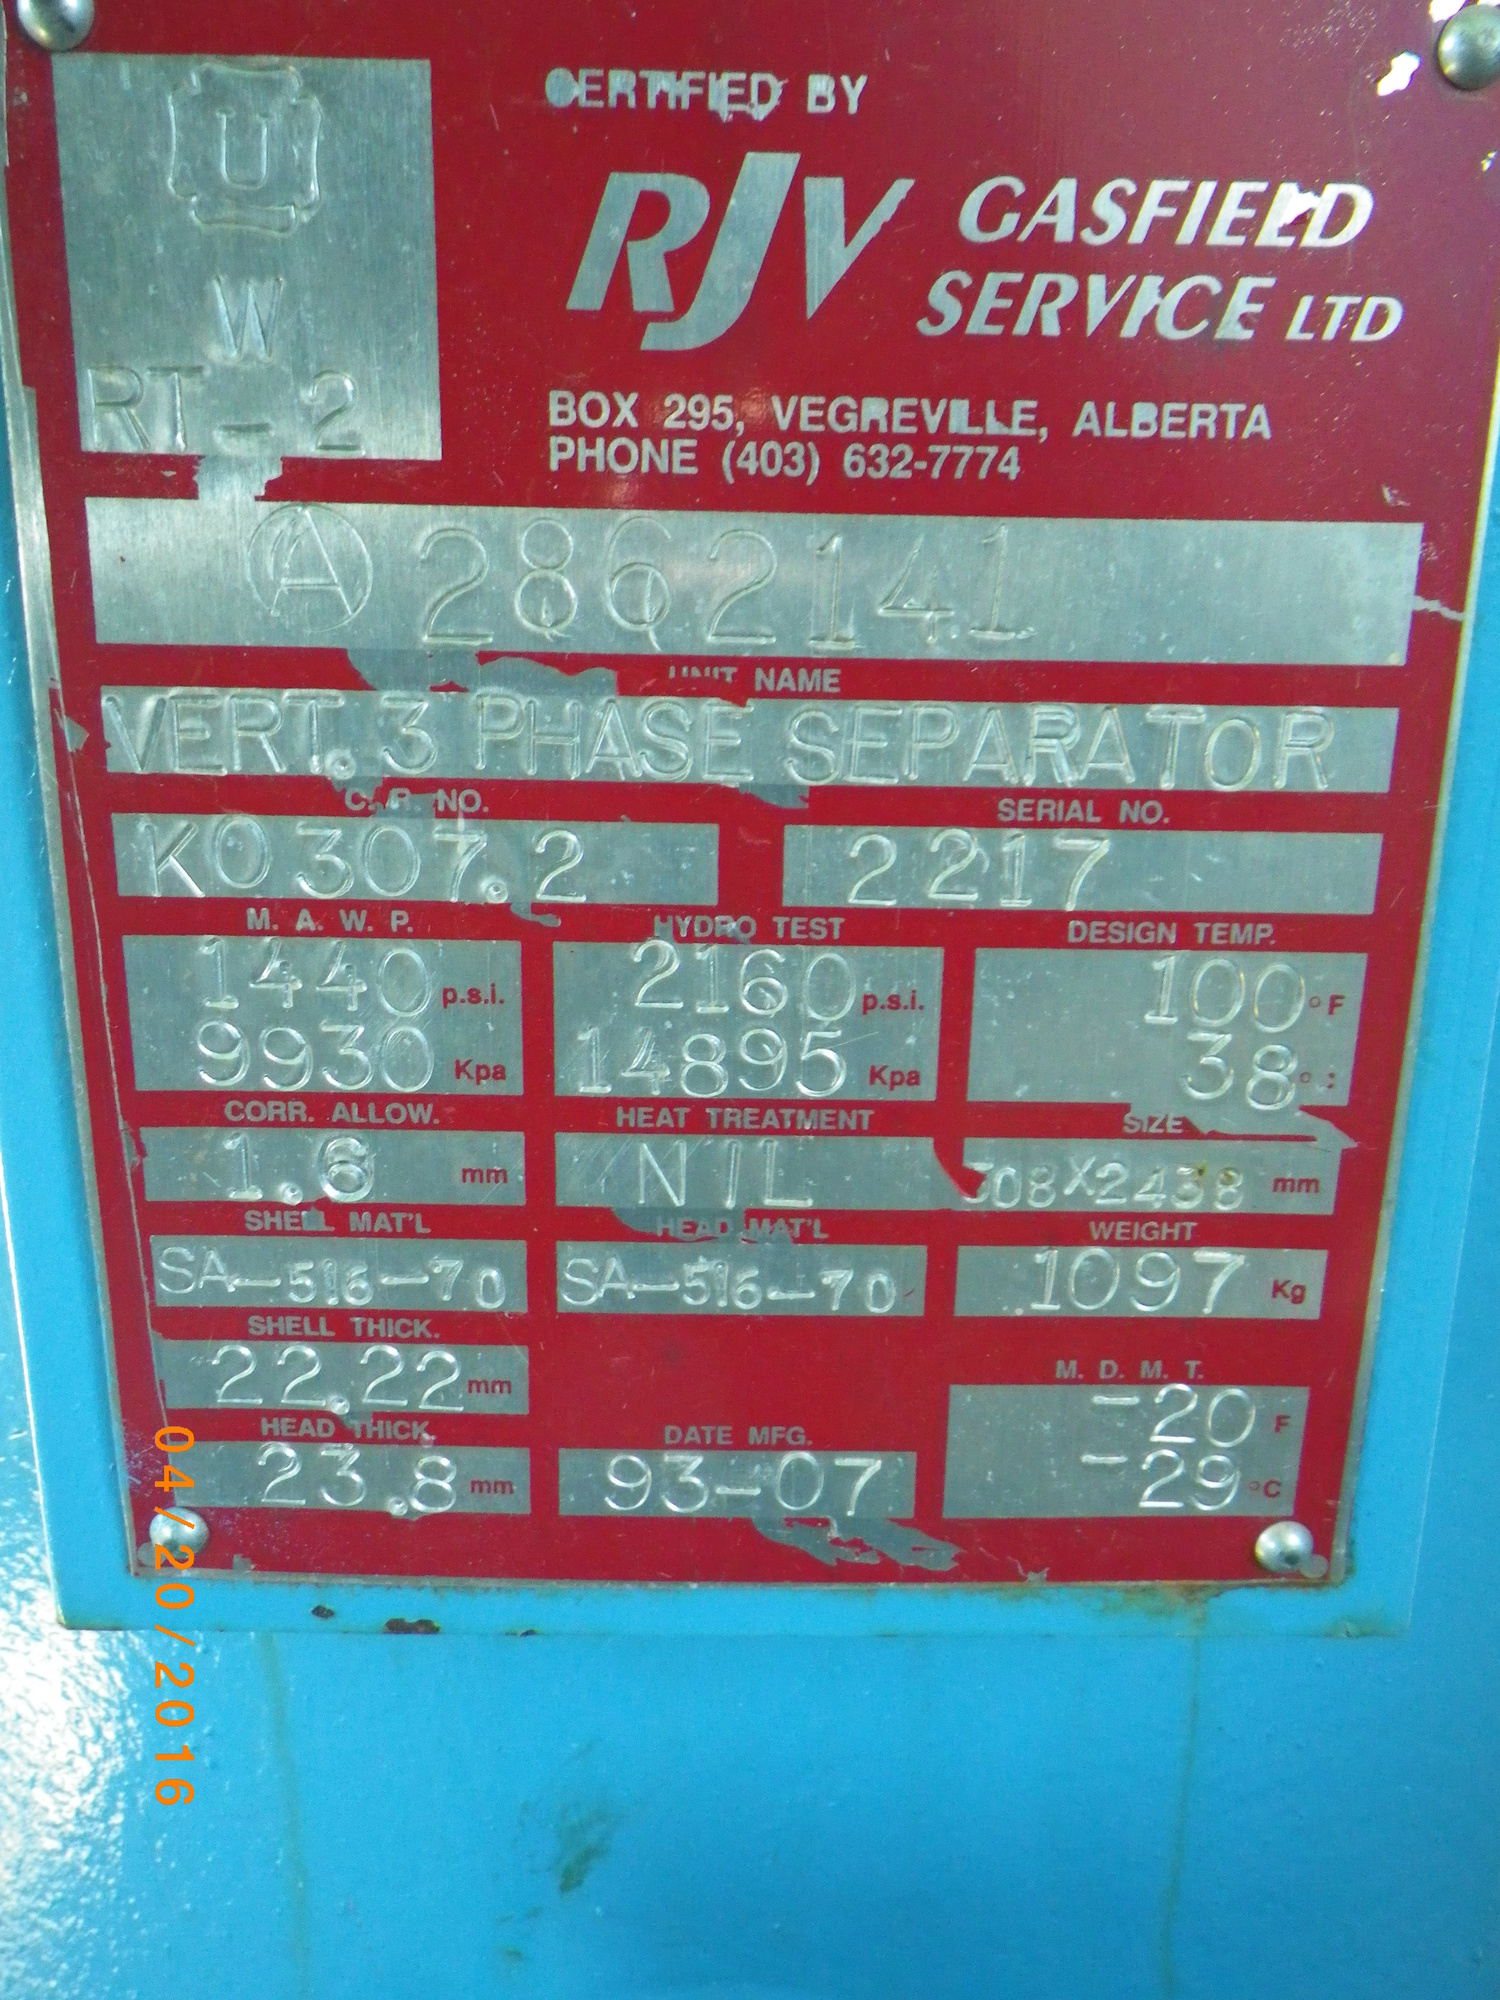 U
W
RT-2
CERTIFIED BY
RJV GASFIELD
SERVICE LTD
BOX 295, VEGREVILLE, ALBERTA
PHONE (403) 632-7774
A 2862141
UNIT NAME
VERT. 3 PHASE SEPARATOR
C. R. NO. SERIAL NO.
K0307.2 2217
M. A. W. P. HYDRO TEST DESIGN TEMP.
1440 p.s.i. 2160 p.s.i. 100 °F
9930 Kpa 14895 Kpa 38 °
CORR. ALLOW. HEAT TREATMENT SIZE
1.6 mm NIL 508X2438 mm
SHELL MAT'L HEAD MAT'L WEIGHT
SA-516-70 SA-516-70 1097 Kg
SHELL THICK.
22.22 mm
M. D. M. T.
-20 F
-29 °C
HEAD THICK. DATE MFG.
23.8 mm 93-07
04/20/2016